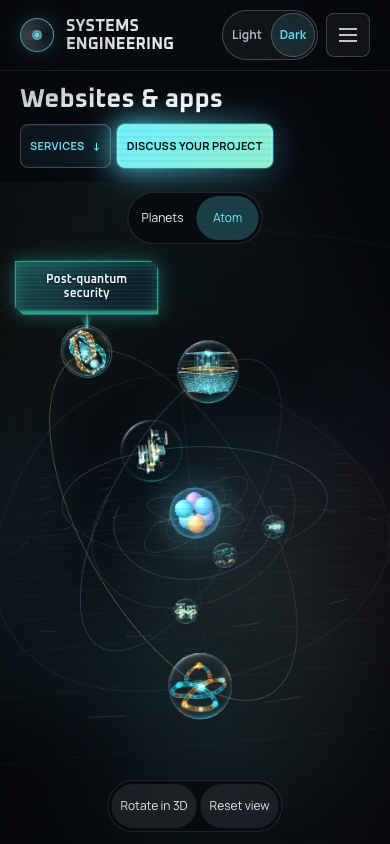 SYSTEMS
ENGINEERING
Light
Dark
Websites & apps
SERVICES ↓
DISCUSS YOUR PROJECT
Planets
Atom
Post-quantum
security
Rotate in 3D
Reset view